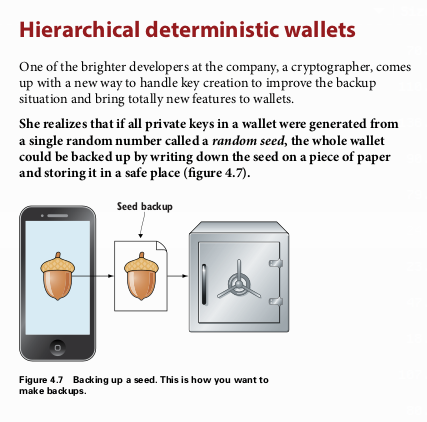 Hierarchical deterministic wallets
One of the brighter developers at the company, a cryptographer, comes
up with a new way to handle key creation to improve the backup
situation and bring totally new features to wallets.
She realizes that if all private keys in a wallet were generated from
a single random number called a random seed, the whole wallet
could be backed up by writing down the seed on a piece of paper
and storing it in a safe place (figure 4.7).
Seed backup
Figure 4.7 Backing up a seed. This is how you want to
make backups.